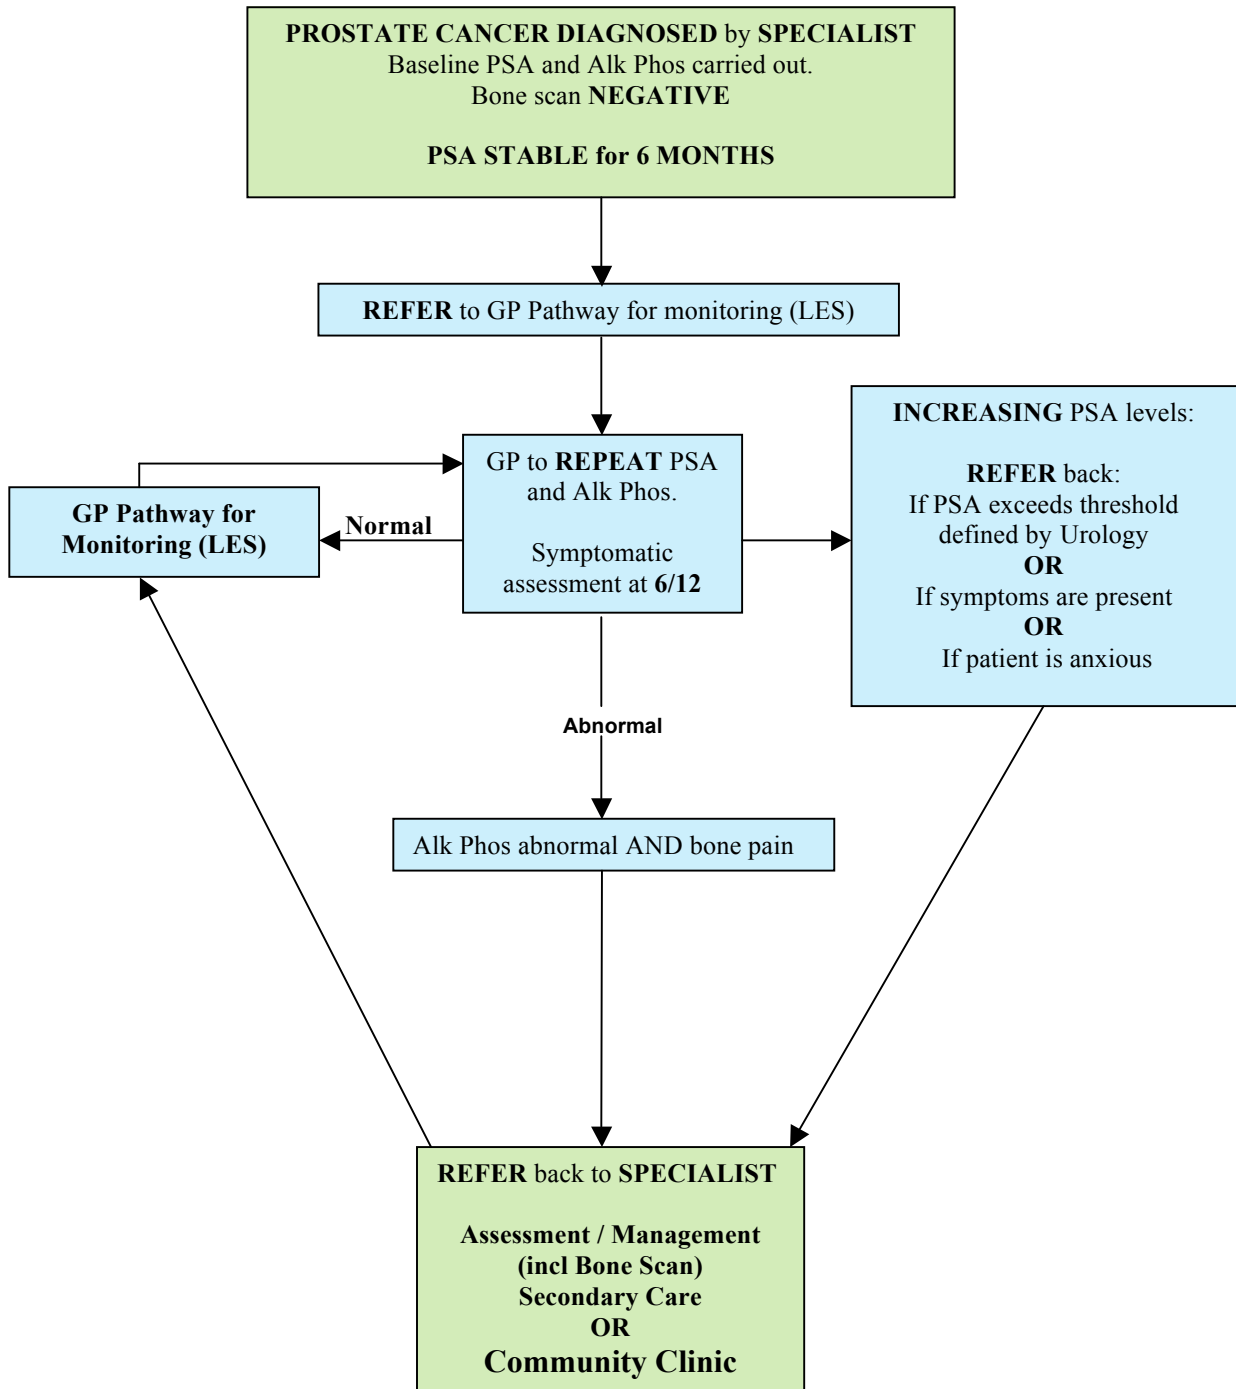 PROSTATE CANCER DIAGNOSED by SPECIALIST
Baseline PSA and Alk Phos carried out.
Bone scan NEGATIVE
PSA STABLE for 6 MONTHS
REFER to GP Pathway for monitoring (LES)
GP to REPEAT PSA
and Alk Phos.
Symptomatic
assessment at 6/12
Normal
GP Pathway for
Monitoring (LES)
INCREASING PSA levels:
REFER back:
If PSA exceeds threshold
defined by Urology
OR
If symptoms are present
OR
If patient is anxious
Abnormal
Alk Phos abnormal AND bone pain
REFER back to SPECIALIST
Assessment / Management
(incl Bone Scan)
Secondary Care
OR
Community Clinic